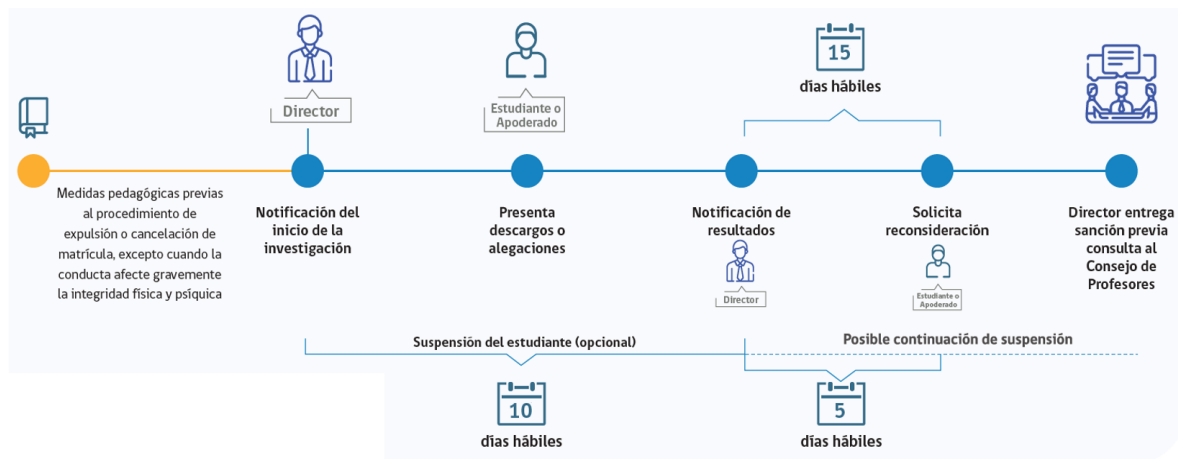 15
días hábiles
Director
Estudiante o
Apoderado
Medidas pedagógicas previas
al procedimiento de
expulsión o cancelación de
matrícula, excepto cuando la
conducta afecte gravemente
la integridad física y psíquica
Notificación del
inicio de la
investigación
Presenta
descargos o
alegaciones
Notificación de
resultados
Director
Solicita
reconsideración
Estudiante o
Apoderado
Director entrega
sanción previa
consulta al
Consejo de
Profesores
Suspensión del estudiante (opcional)
Posible continuación de suspensión
10
días hábiles
5
días hábiles